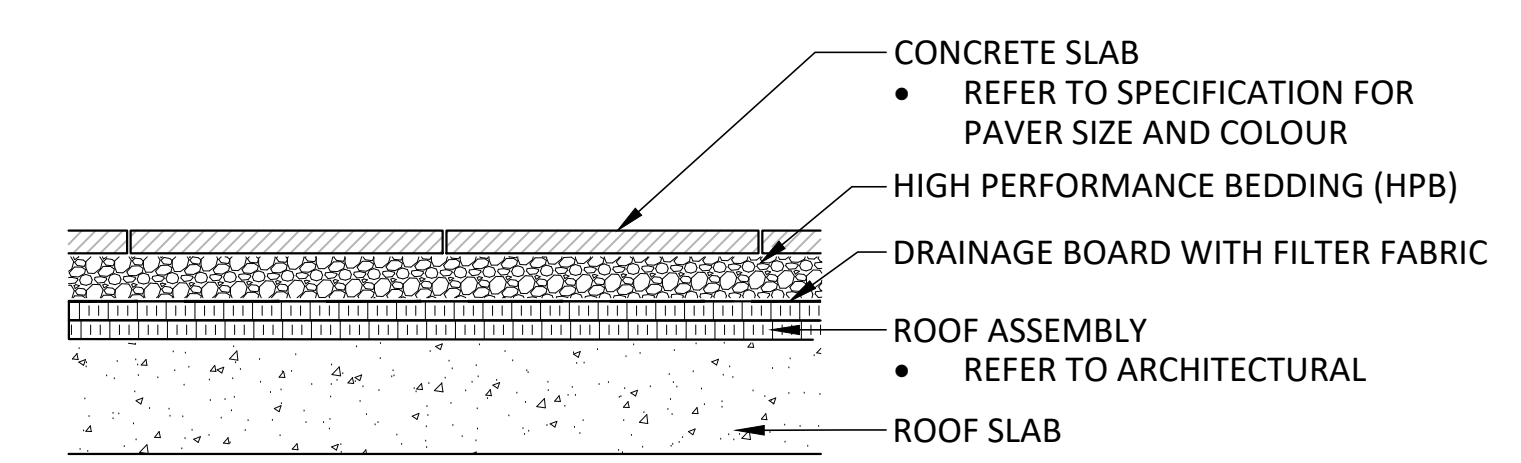 CONCRETE SLAB
• REFER TO SPECIFICATION FOR
PAVER SIZE AND COLOUR
HIGH PERFORMANCE BEDDING (HPB)
DRAINAGE BOARD WITH FILTER FABRIC
ROOF ASSEMBLY
• REFER TO ARCHITECTURAL
ROOF SLAB